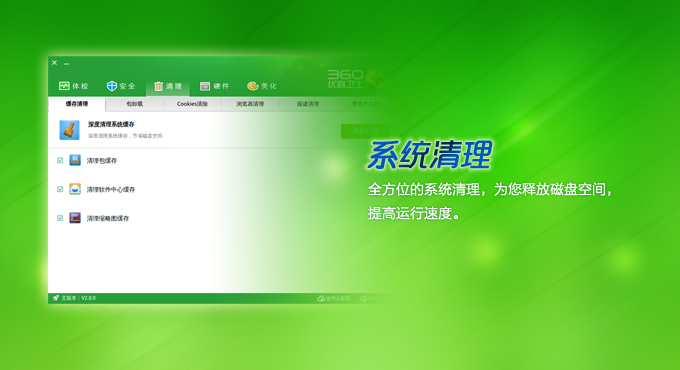 360
优客卫士
体检 安全 清理 硬件 美化
缓存清理 包卸载 Cookies清除 浏览器清理 痕迹清理 查找大文件
深度清理系统缓存
深度清理系统缓存，节省磁盘空间
清理包缓存
清理软件中心缓存
清理缩略图缓存
主版本：V2.0.0
系统清理
全方位的系统清理，为您释放磁盘空间，
提高运行速度。